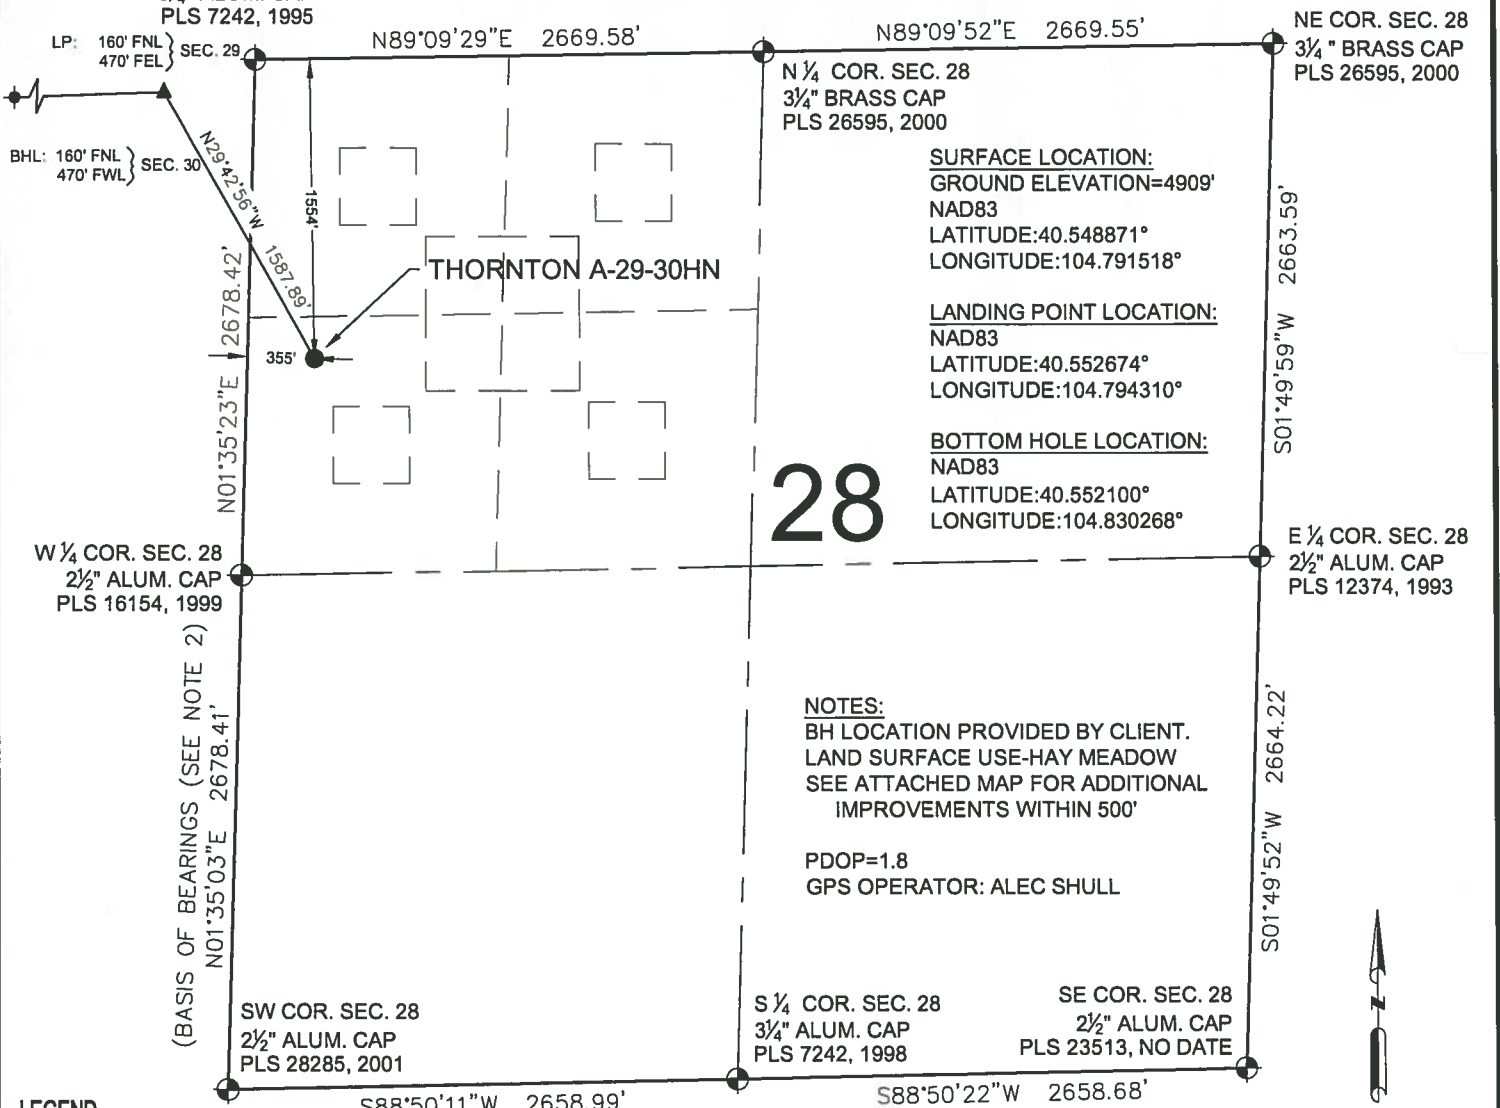 PLS 7242, 1995
LP: 160' FNL
470' FEL
SEC. 29
N89°09'29"E 2669.58'
N89°09'52"E 2669.55'
NE COR. SEC. 28
3¼" BRASS CAP
PLS 26595, 2000
N ¼ COR. SEC. 28
3¼" BRASS CAP
PLS 26595, 2000
BHL: 160' FNL
470' FWL
SEC. 30
N29°42'56"W 1587.89'
1554'
355'
THORNTON A-29-30HN
N01°35'23"E 2678.42'
SURFACE LOCATION:
GROUND ELEVATION=4909'
NAD83
LATITUDE:40.548871°
LONGITUDE:104.791518°
LANDING POINT LOCATION:
NAD83
LATITUDE:40.552674°
LONGITUDE:104.794310°
BOTTOM HOLE LOCATION:
NAD83
LATITUDE:40.552100°
LONGITUDE:104.830268°
S01°49'59"W 2663.59'
28
W ¼ COR. SEC. 28
2½" ALUM. CAP
PLS 16154, 1999
E ¼ COR. SEC. 28
2½" ALUM. CAP
PLS 12374, 1993
(BASIS OF BEARINGS (SEE NOTE 2)
N01°35'03"E 2678.41'
NOTES:
BH LOCATION PROVIDED BY CLIENT.
LAND SURFACE USE-HAY MEADOW
SEE ATTACHED MAP FOR ADDITIONAL
IMPROVEMENTS WITHIN 500'
PDOP=1.8
GPS OPERATOR: ALEC SHULL
S01°49'52"W 2664.22'
N
SW COR. SEC. 28
2½" ALUM. CAP
PLS 28285, 2001
S ¼ COR. SEC. 28
3¼" ALUM. CAP
PLS 7242, 1998
SE COR. SEC. 28
2½" ALUM. CAP
PLS 23513, NO DATE
S88°50'11"W 2658.99'
S88°50'22"W 2658.68'
LEGEND